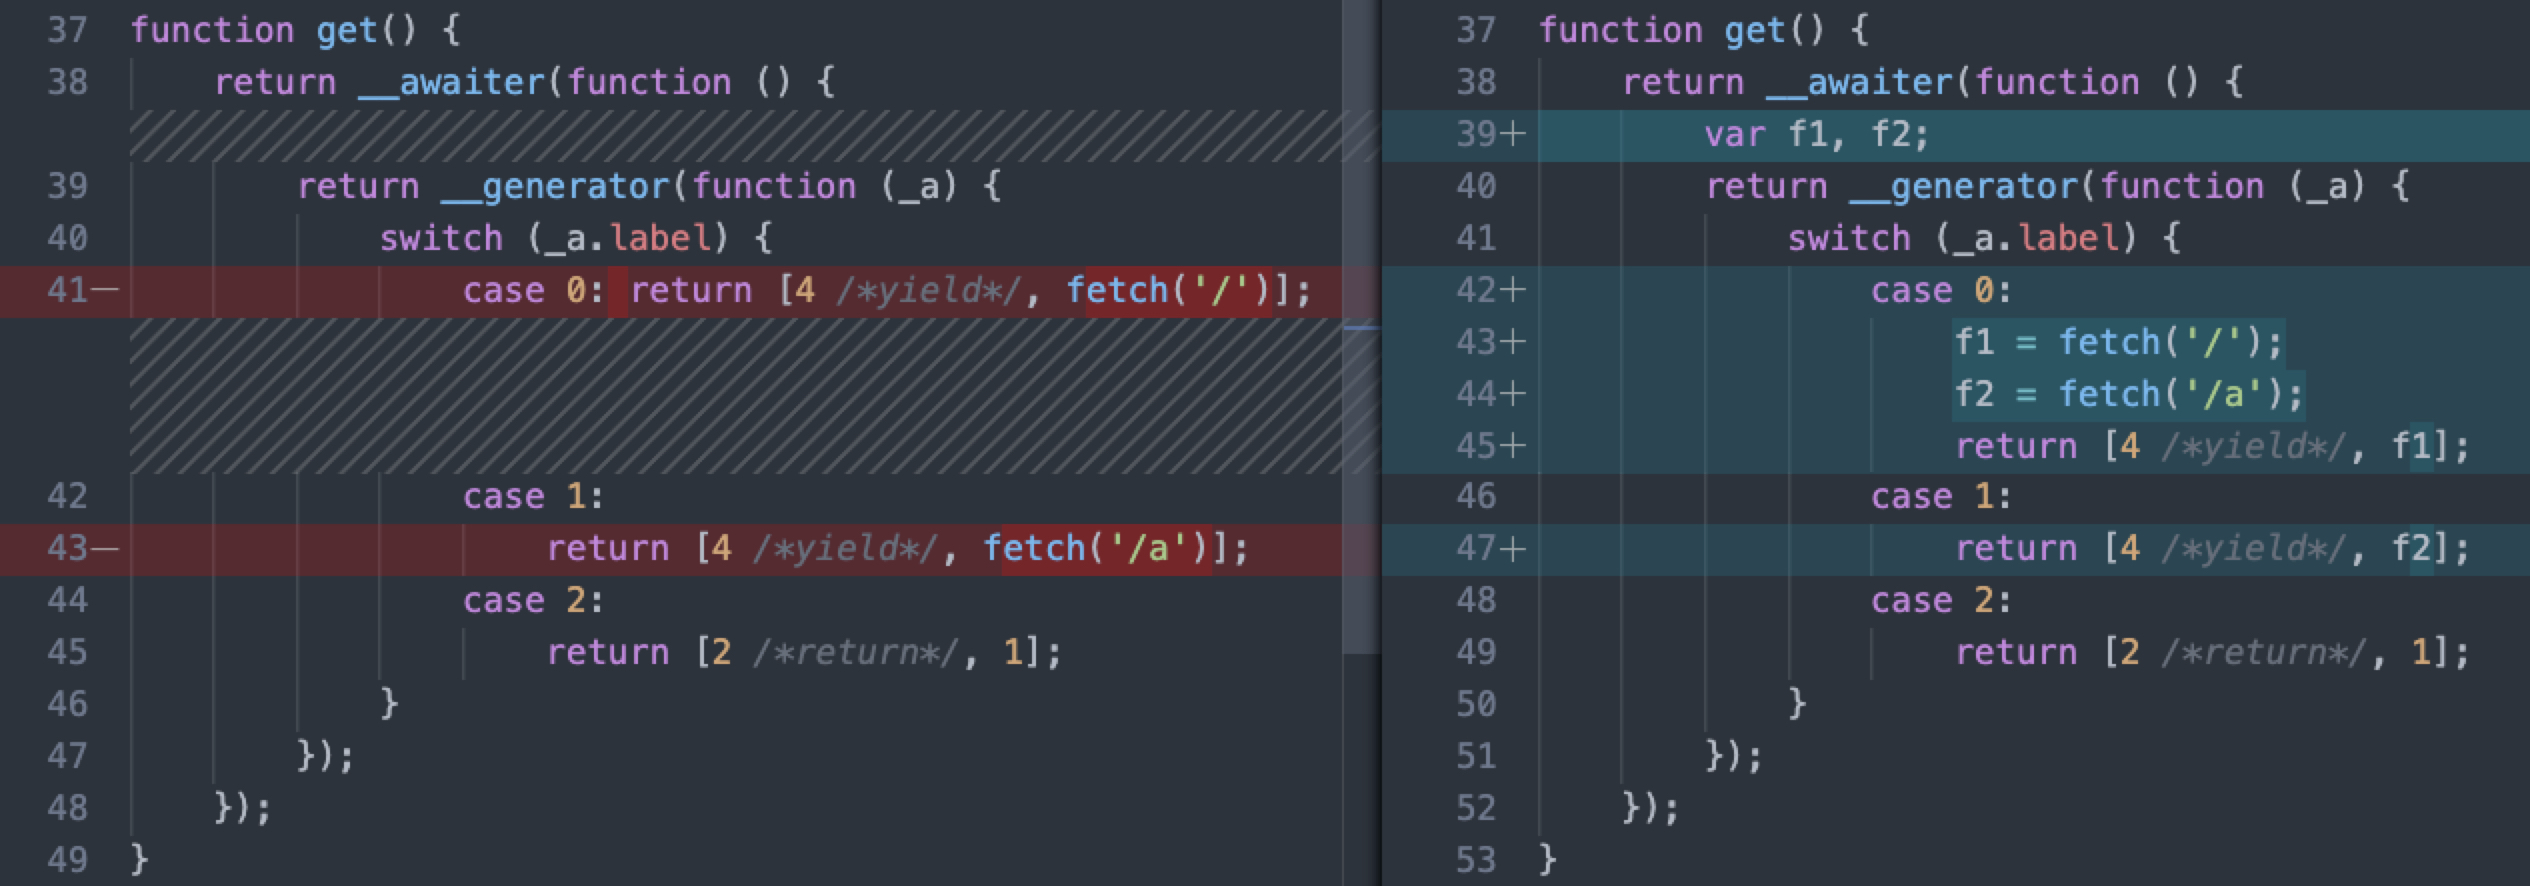 37 function get() {
38 return __awaiter(function () {
39 return __generator(function (_a) {
40 switch (_a.label) {
41— case 0: return [4 /*yield*/, fetch('/')];
42 case 1:
43— return [4 /*yield*/, fetch('/a')];
44 case 2:
45 return [2 /*return*/, 1];
46 }
47 });
48 });
49 }
37 function get() {
38 return __awaiter(function () {
39+ var f1, f2;
40 return __generator(function (_a) {
41 switch (_a.label) {
42+ case 0:
43+ f1 = fetch('/');
44+ f2 = fetch('/a');
45+ return [4 /*yield*/, f1];
46 case 1:
47+ return [4 /*yield*/, f2];
48 case 2:
49 return [2 /*return*/, 1];
50 }
51 });
52 });
53 }